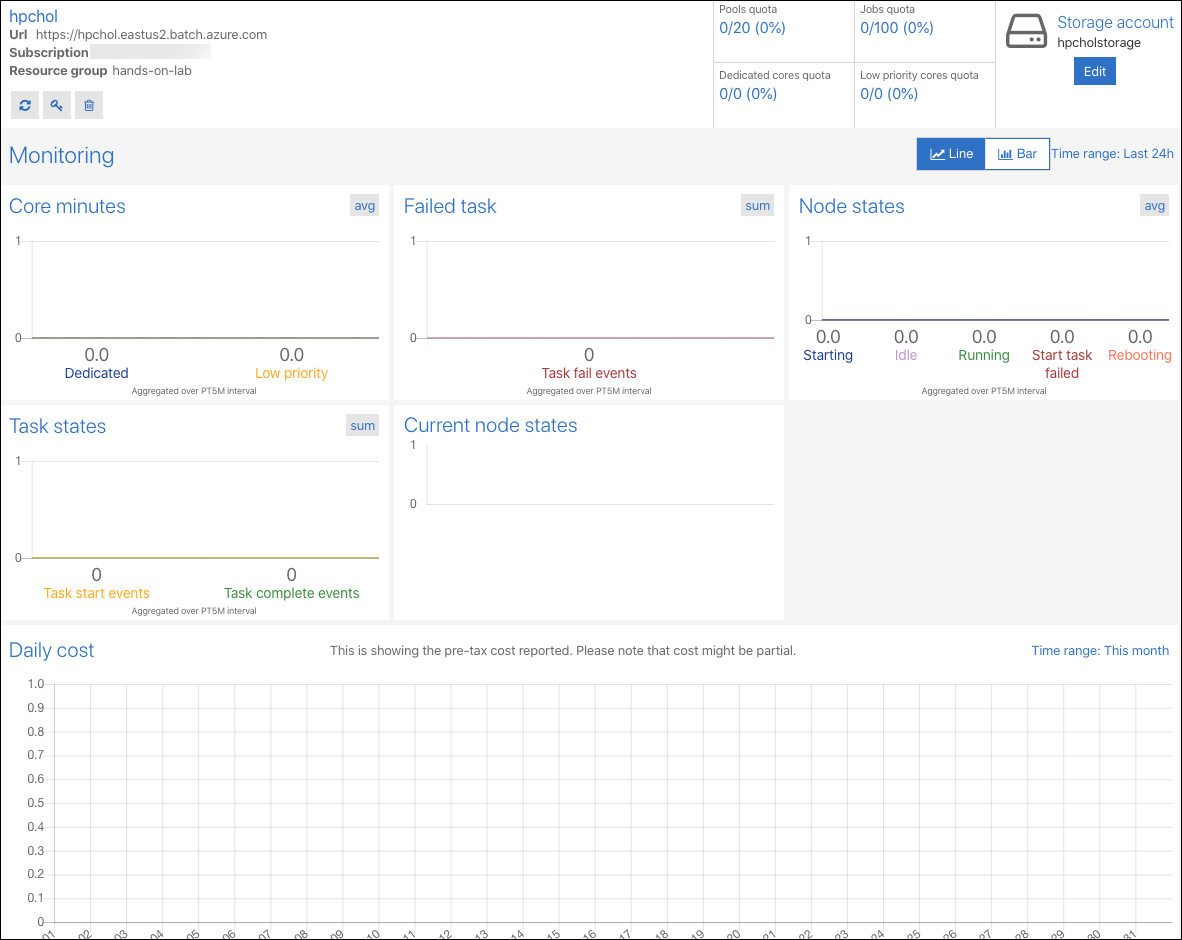 hpchol
Url https://hpchol.eastus2.batch.azure.com
Subscription
Resource group hands-on-lab
Pools quota
0/20 (0%)
Jobs quota
0/100 (0%)
Dedicated cores quota
0/0 (0%)
Low priority cores quota
0/0 (0%)
Storage account
hpcholstorage
Edit
Monitoring
Line
Bar
Time range: Last 24h
Core minutes
avg
1
0
0.0
Dedicated
0.0
Low priority
Aggregated over PT5M interval
Failed task
sum
1
0
0
Task fail events
Aggregated over PT5M interval
Node states
avg
1
0
0.0
Starting
0.0
Idle
0.0
Running
0.0
Start task
failed
0.0
Rebooting
Aggregated over PT5M interval
Task states
sum
1
0
0
Task start events
0
Task complete events
Aggregated over PT5M interval
Current node states
1
0
Daily cost
This is showing the pre-tax cost reported. Please note that cost might be partial.
Time range: This month
1.0
0.9
0.8
0.7
0.6
0.5
0.4
0.3
0.2
0.1
0
01 02 03 04 05 06 07 08 09 10 11 12 13 14 15 16 17 18 19 20 21 22 23 24 25 26 27 28 29 30 31